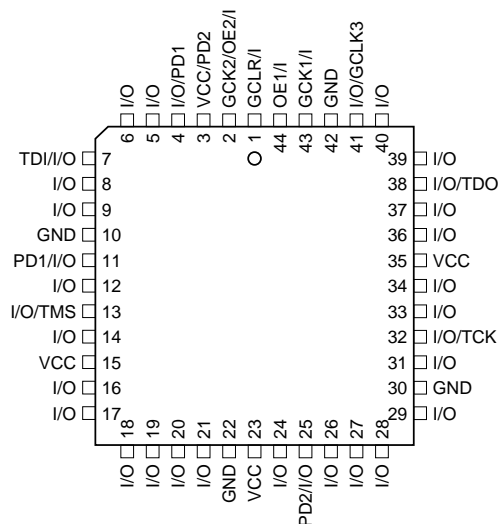 I/O
I/O
I/O/PD1
VCC/PD2
GCK2/OE2/I
GCLR/I
OE1/I
GCK1/I
GND
I/O/GCLK3
I/O
6
5
4
3
2
1
44
43
42
41
40
TDI/I/O 7
I/O 8
I/O 9
GND 10
PD1/I/O 11
I/O 12
I/O/TMS 13
I/O 14
VCC 15
I/O 16
I/O 17
39 I/O
38 I/O/TDO
37 I/O
36 I/O
35 VCC
34 I/O
33 I/O
32 I/O/TCK
31 I/O
30 GND
29 I/O
18
19
20
21
22
23
24
25
26
27
28
I/O
I/O
I/O
I/O
GND
VCC
I/O
PD2/I/O
I/O
I/O
I/O